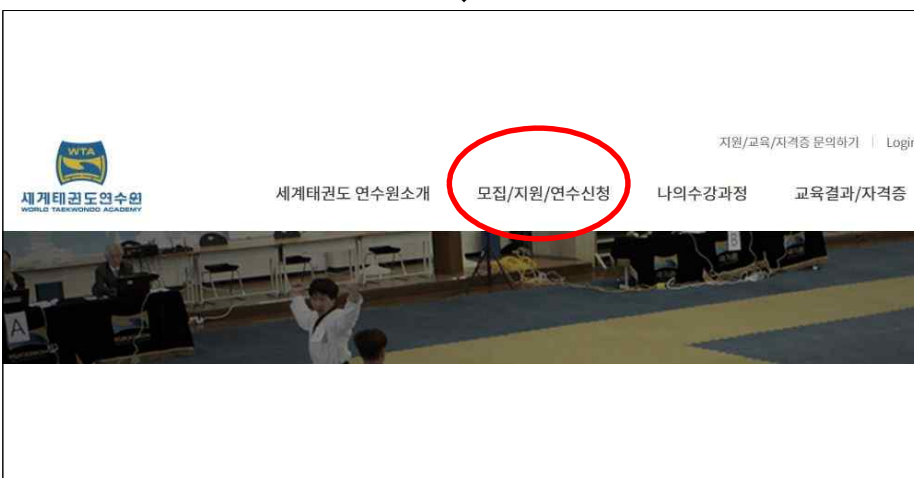 지원/교육/자격증 문의하기 | Login
WTA
세계태권도연수원
WORLD TAEKWONDO ACADEMY
세계태권도 연수원소개 모집/지원/연수신청 나의수강과정 교육결과/자격증
A
B